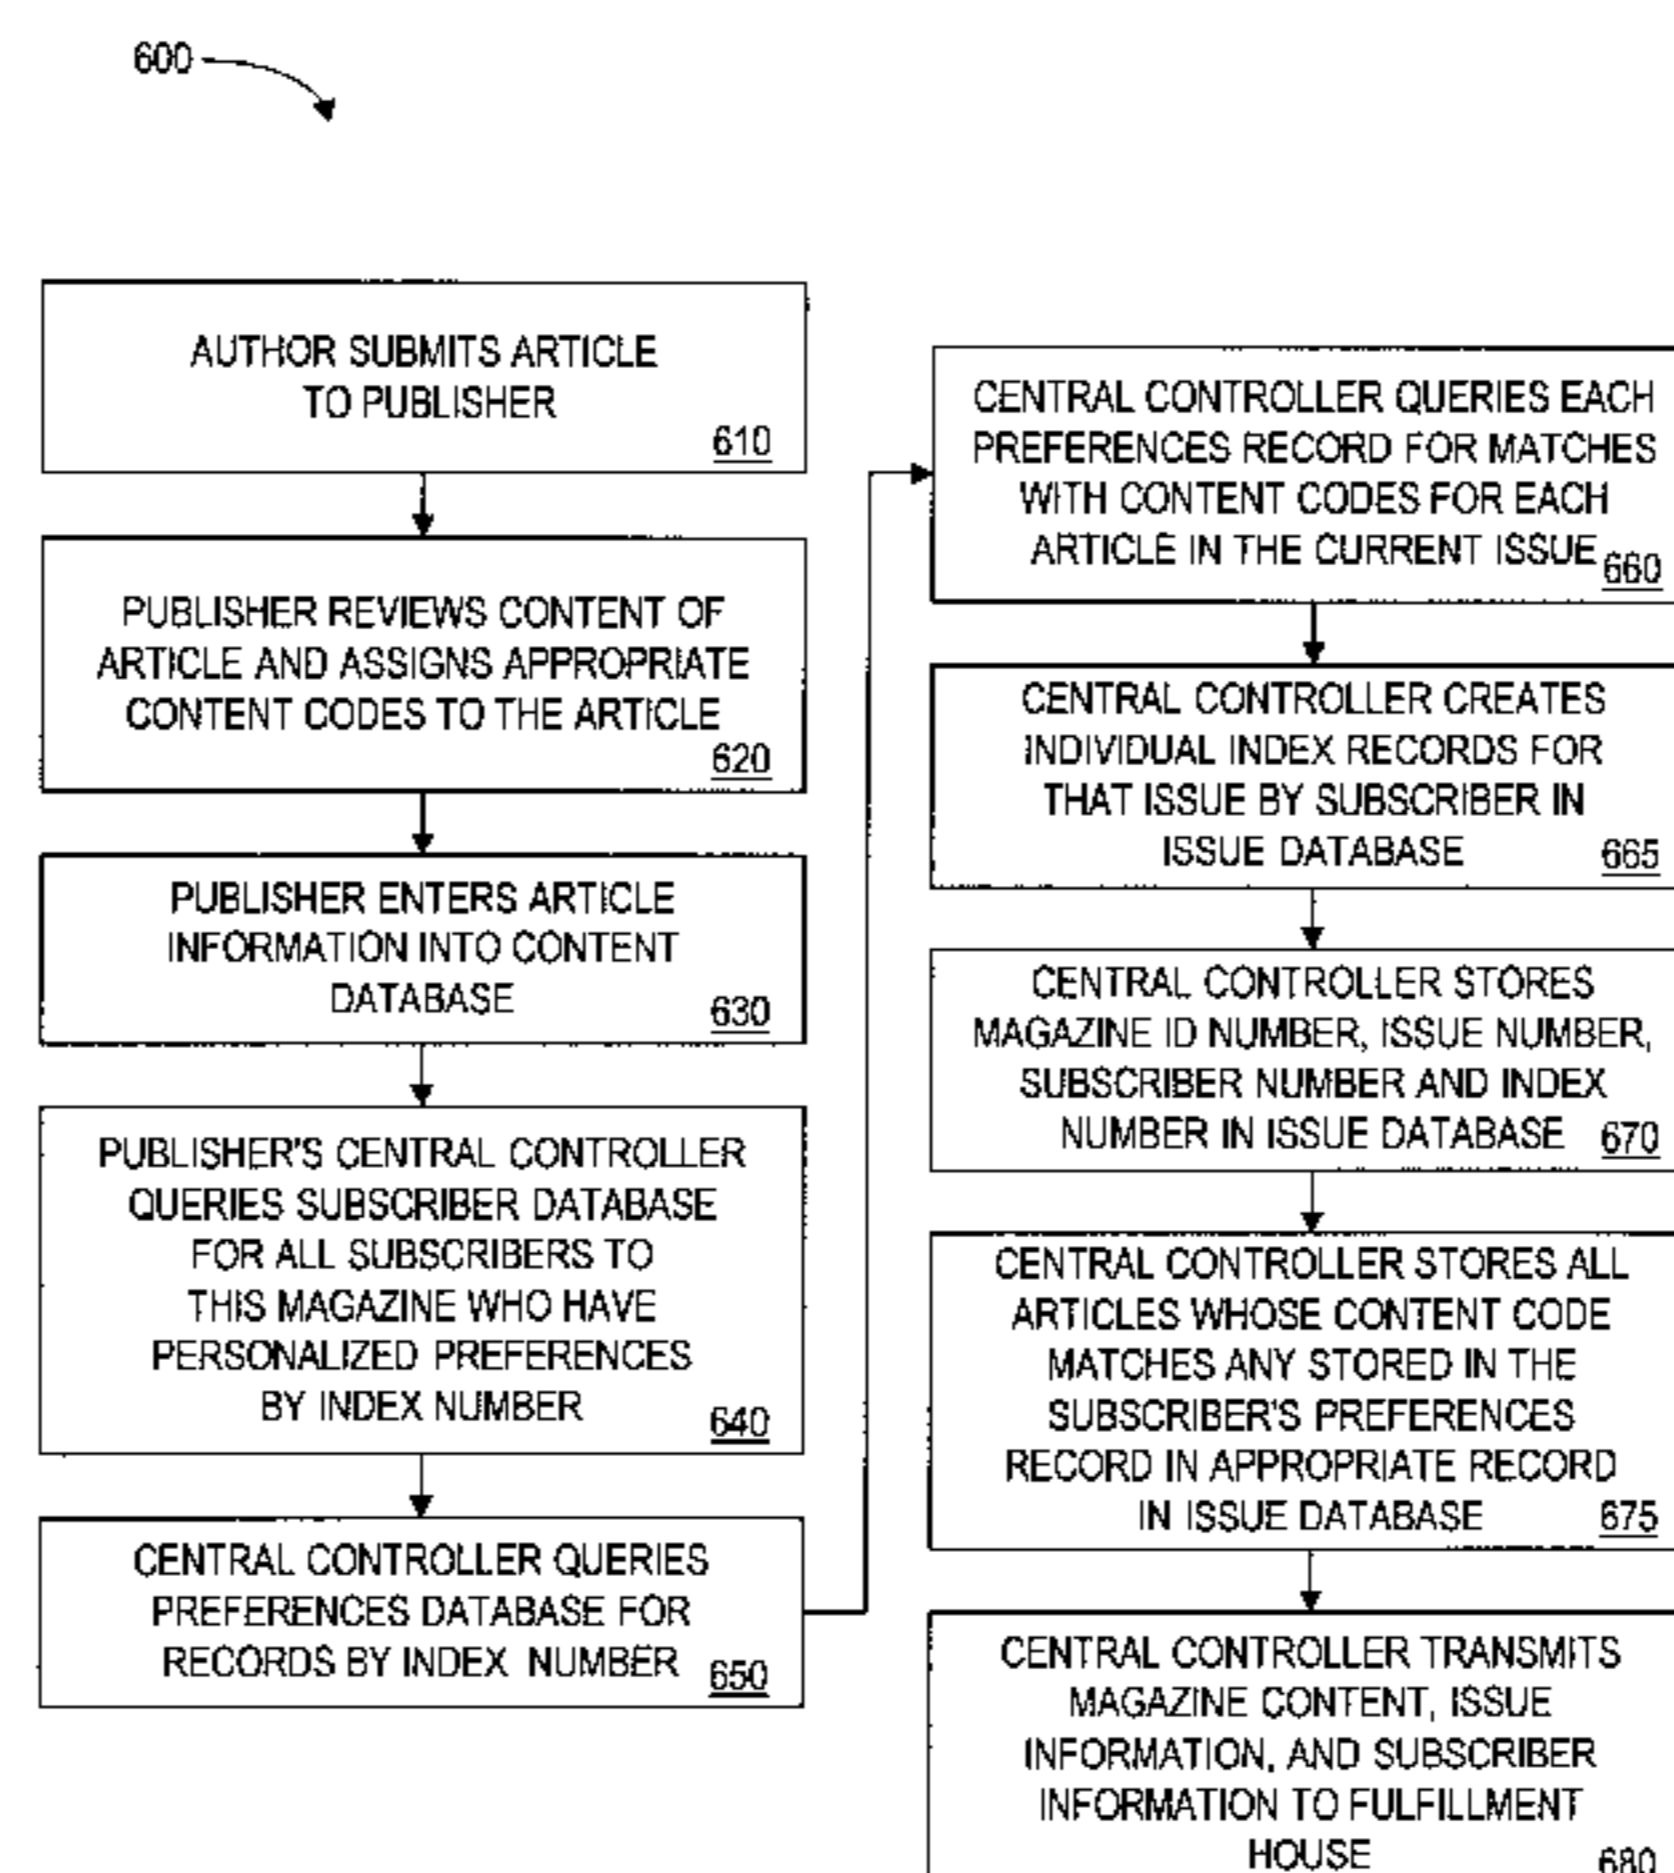 600
AUTHOR SUBMITS ARTICLE
TO PUBLISHER
610
PUBLISHER REVIEWS CONTENT OF
ARTICLE AND ASSIGNS APPROPRIATE
CONTENT CODES TO THE ARTICLE
620
PUBLISHER ENTERS ARTICLE
INFORMATION INTO CONTENT
DATABASE
630
PUBLISHER'S CENTRAL CONTROLLER
QUERIES SUBSCRIBER DATABASE
FOR ALL SUBSCRIBERS TO
THIS MAGAZINE WHO HAVE
PERSONALIZED PREFERENCES
BY INDEX NUMBER
640
CENTRAL CONTROLLER QUERIES
PREFERENCES DATABASE FOR
RECORDS BY INDEX NUMBER
650
CENTRAL CONTROLLER QUERIES EACH
PREFERENCES RECORD FOR MATCHES
WITH CONTENT CODES FOR EACH
ARTICLE IN THE CURRENT ISSUE
660
CENTRAL CONTROLLER CREATES
INDIVIDUAL INDEX RECORDS FOR
THAT ISSUE BY SUBSCRIBER IN
ISSUE DATABASE
665
CENTRAL CONTROLLER STORES
MAGAZINE ID NUMBER, ISSUE NUMBER,
SUBSCRIBER NUMBER AND INDEX
NUMBER IN ISSUE DATABASE
670
CENTRAL CONTROLLER STORES ALL
ARTICLES WHOSE CONTENT CODE
MATCHES ANY STORED IN THE
SUBSCRIBER'S PREFERENCES
RECORD IN APPROPRIATE RECORD
IN ISSUE DATABASE
675
CENTRAL CONTROLLER TRANSMITS
MAGAZINE CONTENT, ISSUE
INFORMATION, AND SUBSCRIBER
INFORMATION TO FULFILLMENT
HOUSE
680